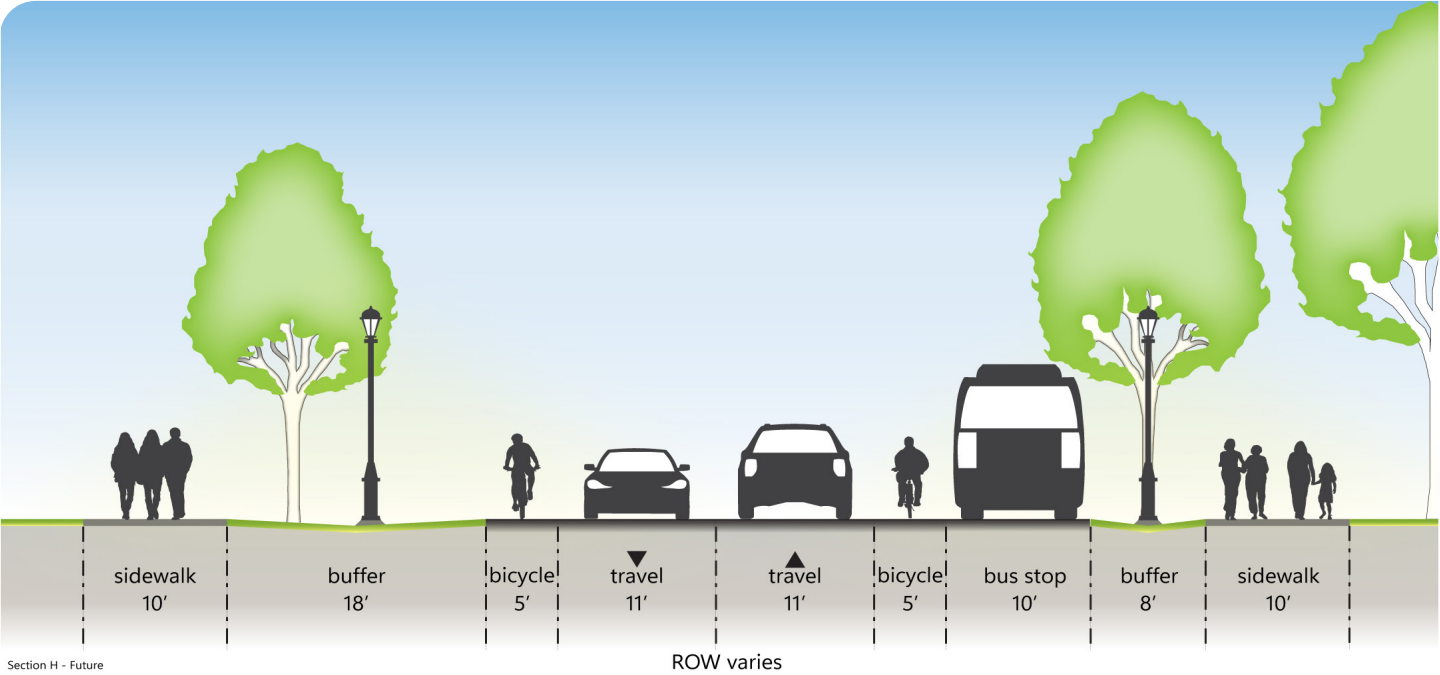 sidewalk
10′
buffer
18′
bicycle
5′
travel
11′
travel
11′
bicycle
5′
bus stop
10′
buffer
8′
sidewalk
10′
Section H - Future
ROW varies